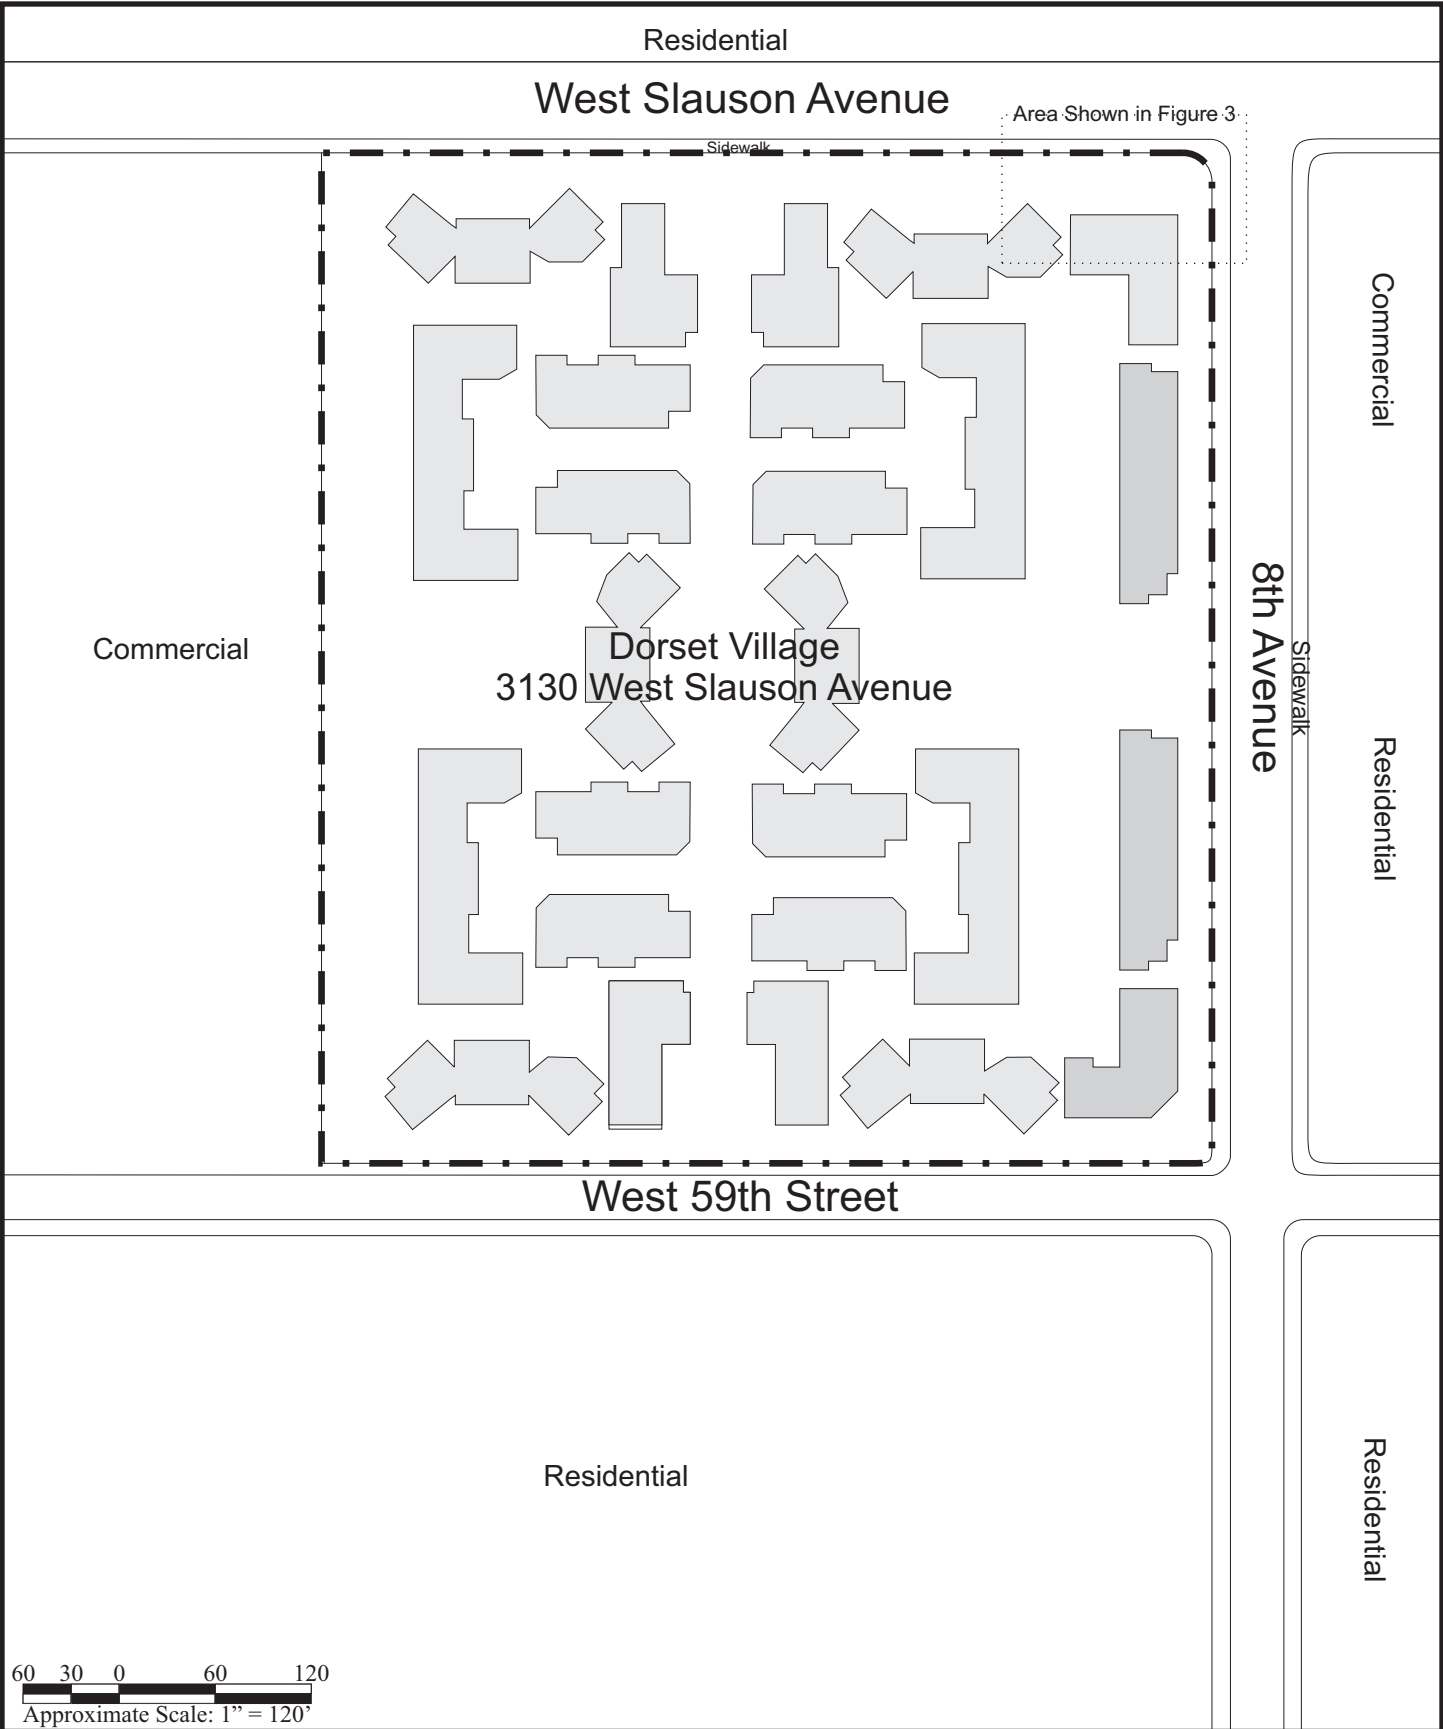 Residential
West Slauson Avenue
Area Shown in Figure 3
Sidewalk
Commercial
8th Avenue
Sidewalk
Commercial
Dorset Village
3130 West Slauson Avenue
Residential
West 59th Street
Residential
Residential
60 30 0 60 120
Approximate Scale: 1” = 120’